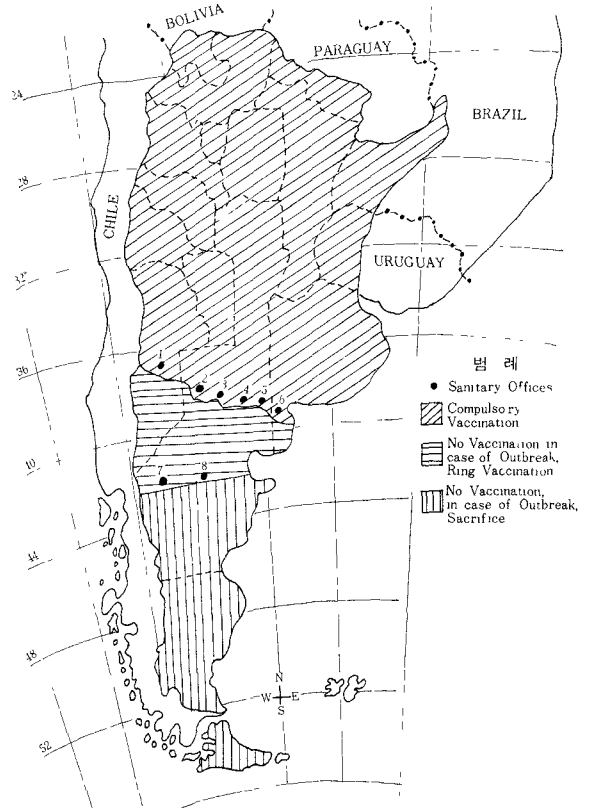 BOLIVIA
PARAGUAY
BRAZIL
CHILE
URUGUAY
24
28
32°
36
40
44
48
52
1
2
3
4
5
6
7
8
N
W E
S
범 례
Sanitary Offices
Compulsory
Vaccination
No Vaccination in
case of Outbreak,
Ring Vaccination
No Vaccination,
in case of Outbreak,
Sacrifice